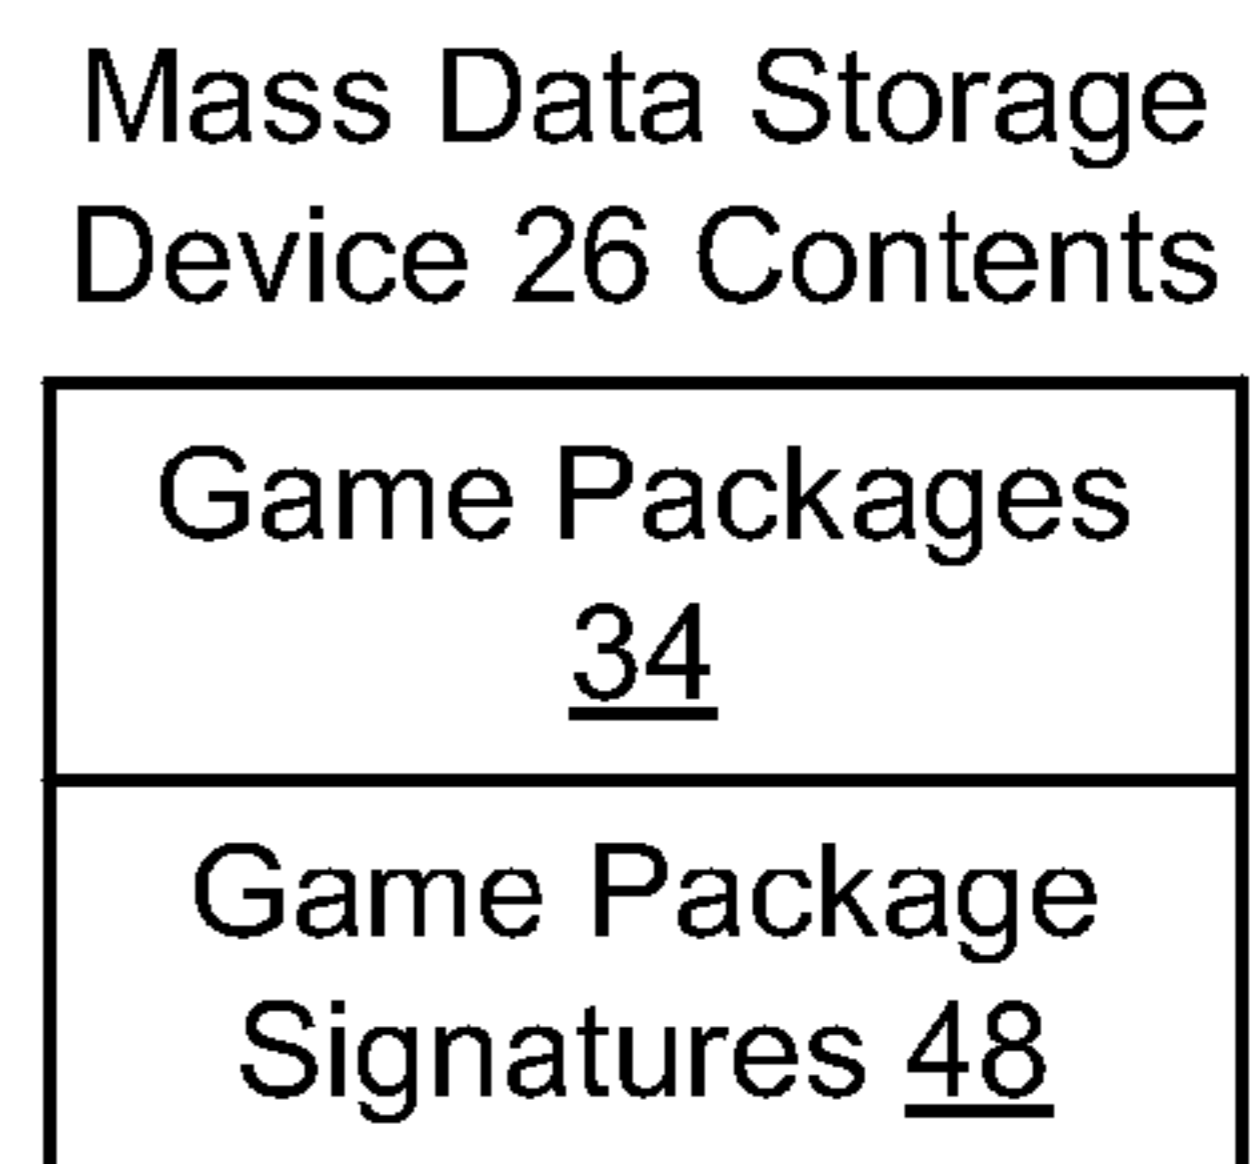 Mass Data Storage
Device 26 Contents
Game Packages
34
Game Package
Signatures 48